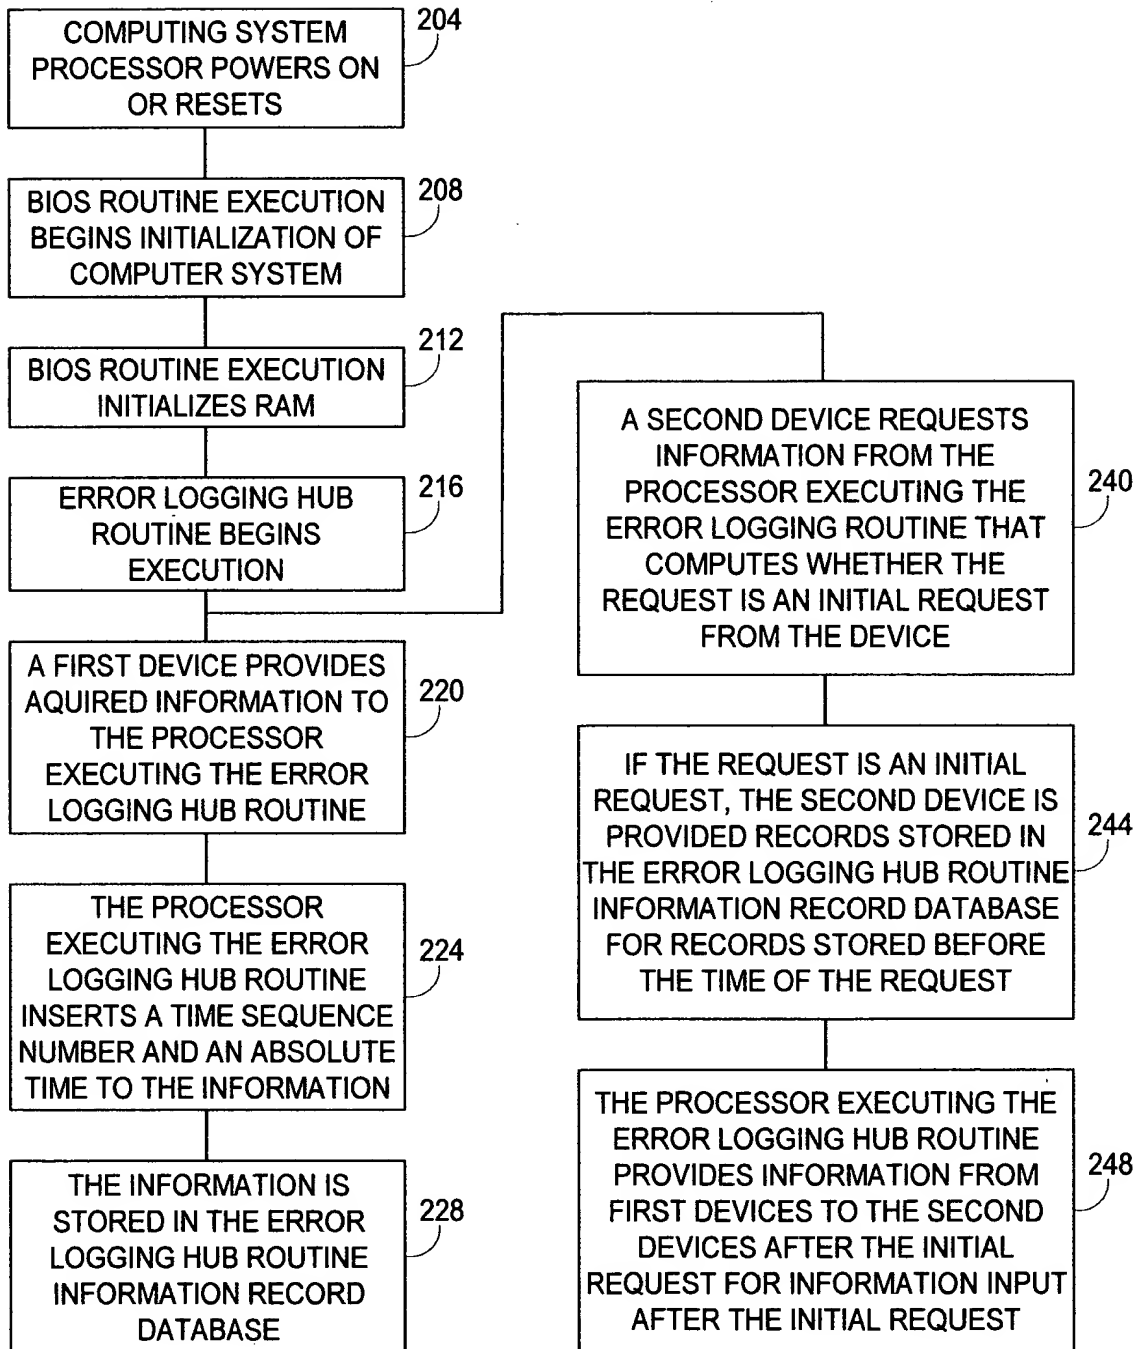 COMPUTING SYSTEM
PROCESSOR POWERS ON
OR RESETS
204
BIOS ROUTINE EXECUTION
BEGINS INITIALIZATION OF
COMPUTER SYSTEM
208
BIOS ROUTINE EXECUTION
INITIALIZES RAM
212
ERROR LOGGING HUB
ROUTINE BEGINS
EXECUTION
216
A FIRST DEVICE PROVIDES
AQUIRED INFORMATION TO
THE PROCESSOR
EXECUTING THE ERROR
LOGGING HUB ROUTINE
220
THE PROCESSOR
EXECUTING THE ERROR
LOGGING HUB ROUTINE
INSERTS A TIME SEQUENCE
NUMBER AND AN ABSOLUTE
TIME TO THE INFORMATION
224
THE INFORMATION IS
STORED IN THE ERROR
LOGGING HUB ROUTINE
INFORMATION RECORD
DATABASE
228
A SECOND DEVICE REQUESTS
INFORMATION FROM THE
PROCESSOR EXECUTING THE
ERROR LOGGING ROUTINE THAT
COMPUTES WHETHER THE
REQUEST IS AN INITIAL REQUEST
FROM THE DEVICE
240
IF THE REQUEST IS AN INITIAL
REQUEST, THE SECOND DEVICE IS
PROVIDED RECORDS STORED IN
THE ERROR LOGGING HUB ROUTINE
INFORMATION RECORD DATABASE
FOR RECORDS STORED BEFORE
THE TIME OF THE REQUEST
244
THE PROCESSOR EXECUTING THE
ERROR LOGGING HUB ROUTINE
PROVIDES INFORMATION FROM
FIRST DEVICES TO THE SECOND
DEVICES AFTER THE INITIAL
REQUEST FOR INFORMATION INPUT
AFTER THE INITIAL REQUEST
248